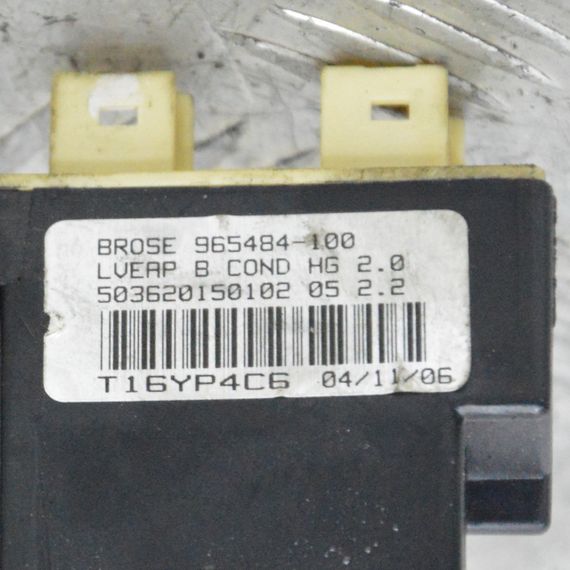 BROSE 965484-100
LVEAP B COND HG 2.0
503620150102 05 2.2
T16YP4C6 04/11/06